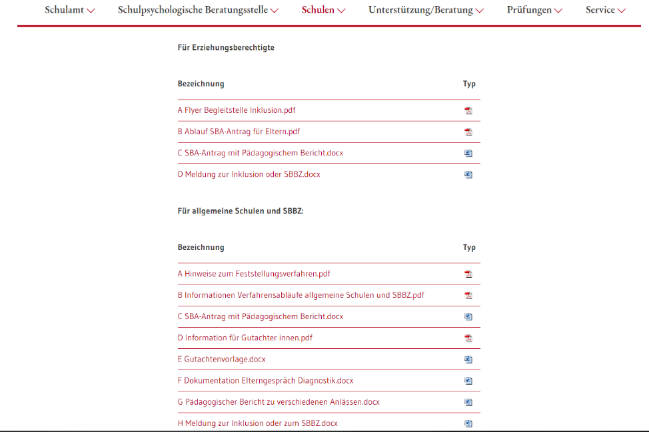 Schulamt Schulpsychologische Beratungsstelle Schulen Unterstützung/Beratung Prüfungen Service
Für Erziehungsberechtigte
Bezeichnung Typ
A Flyer Begleitstelle Inklusion.pdf
B Ablauf SBA-Antrag für Eltern.pdf
C SBA-Antrag mit Pädagogischem Bericht.docx
D Meldung zur Inklusion oder SBBZ.docx
Für allgemeine Schulen und SBBZ:
Bezeichnung Typ
A Hinweise zum Feststellungsverfahren.pdf
B Informationen Verfahrensabläufe allgemeine Schulen und SBBZ.pdf
C SBA-Antrag mit Pädagogischem Bericht.docx
D Information für Gutachter innen.pdf
E Gutachtenvorlage.docx
F Dokumentation Elterngespräch Diagnostik.docx
G Pädagogischer Bericht zu verschiedenen Anlässen.docx
H Meldung zur Inklusion oder zum SBBZ.docx